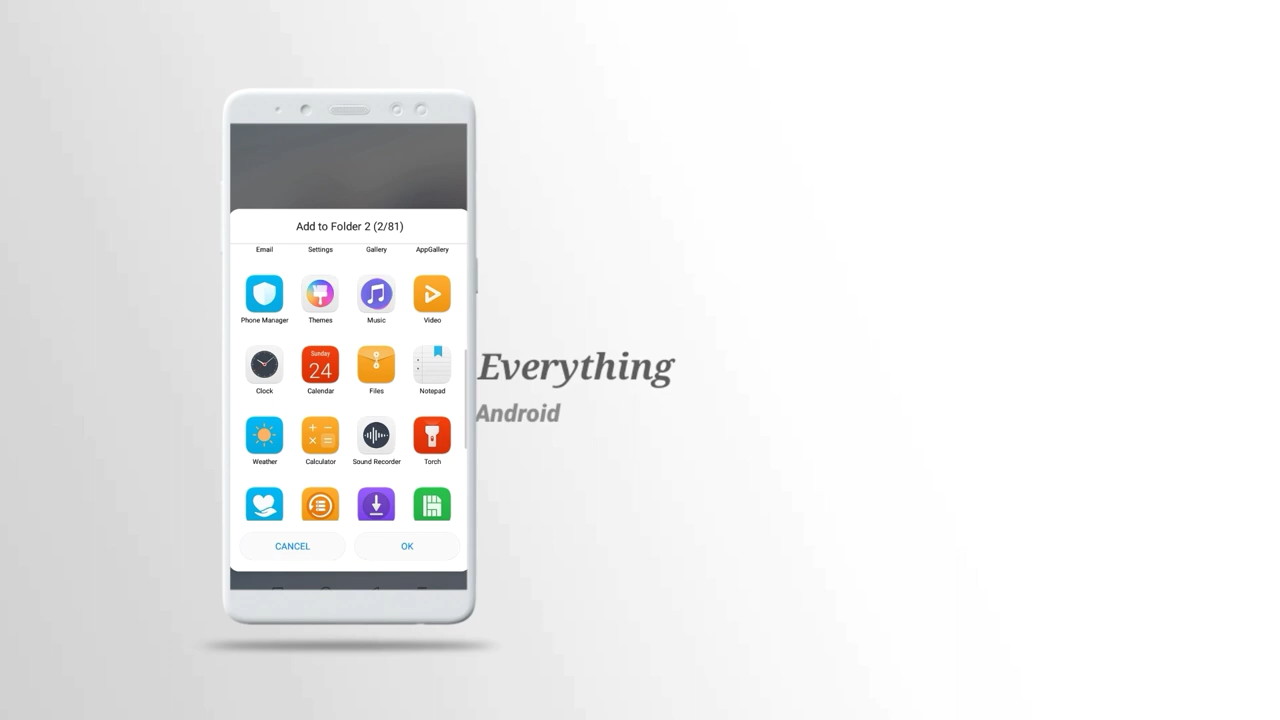 Add to Folder 2 (2/81)
Email Settings Gallery AppGallery
Phone Manager Themes Music Video
Sunday
24
Clock Calendar Files Notepad
Weather Calculator Sound Recorder Torch
CANCEL OK
Everything
Android